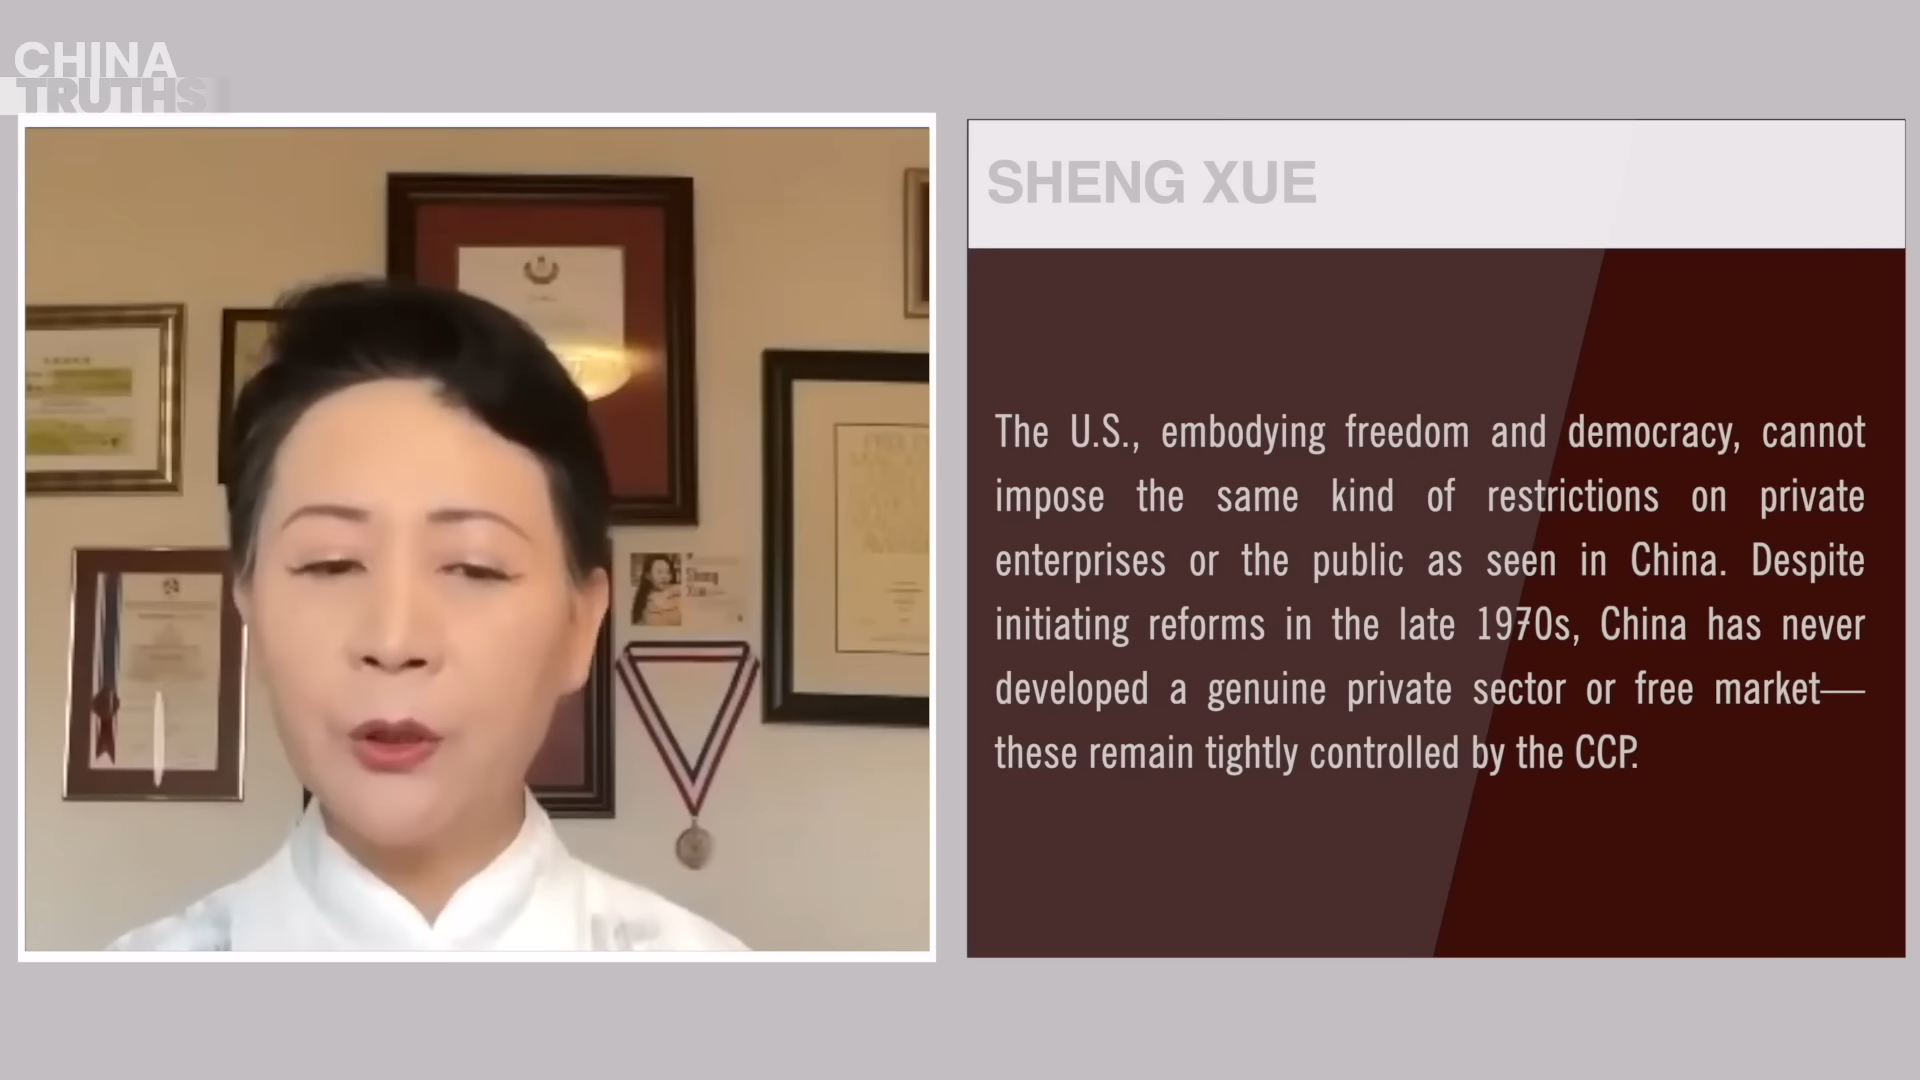 CHINA
TRUTHS
SHENG XUE
The U.S., embodying freedom and democracy, cannot
impose the same kind of restrictions on private
enterprises or the public as seen in China. Despite
initiating reforms in the late 1970s, China has never
developed a genuine private sector or free market—
these remain tightly controlled by the CCP.
Sheng
Xue